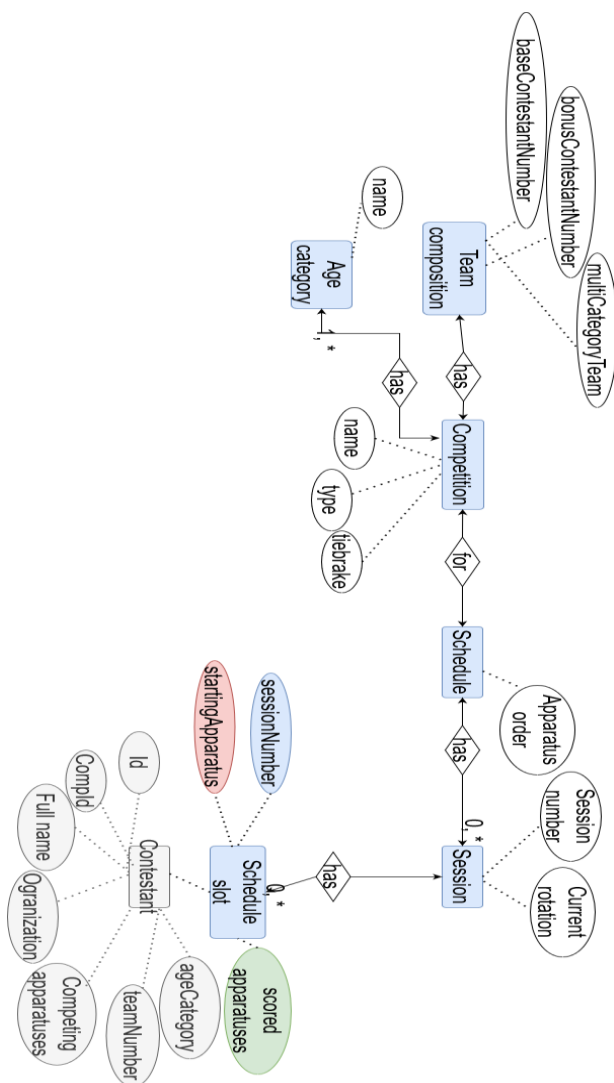 multiCategoryTeam
bonusContestantNumber
baseContestantNumber
Apparatus
order
Session
number
Current
rotation
Team
composition
has
Competition
for
Schedule
has
0, *
Session
name
has
Age
category
1, *
name
type
tiebrake
has
0, *
sessionNumber
startingApparatus
Schedule
slot
scored
apparatuses
Id
CompId
Full name
Ogranization
Contestant
Competing
apparatuses
teamNumber
ageCategory